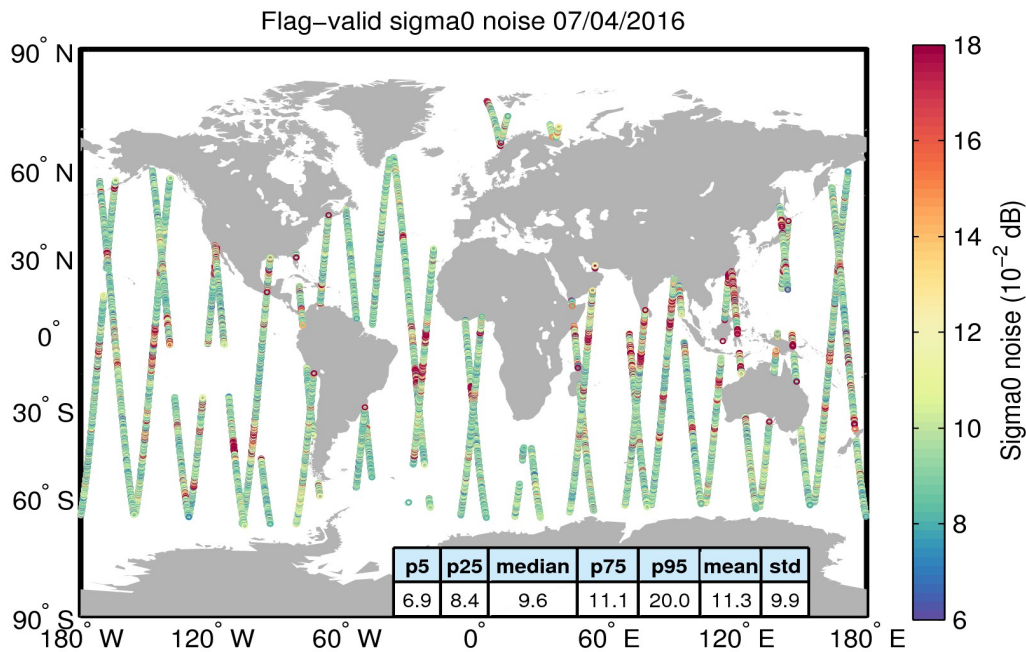 Flag−valid sigma0 noise 07/04/2016
90° N
60° N
30° N
0°
30° S
60° S
90° S
180° W
120° W
60° W
0°
60° E
120° E
180° E
p5 p25 median p75 p95 mean std
6.9 8.4 9.6 11.1 20.0 11.3 9.9
18
16
14
12
10
8
6
Sigma0 noise (10⁻² dB)